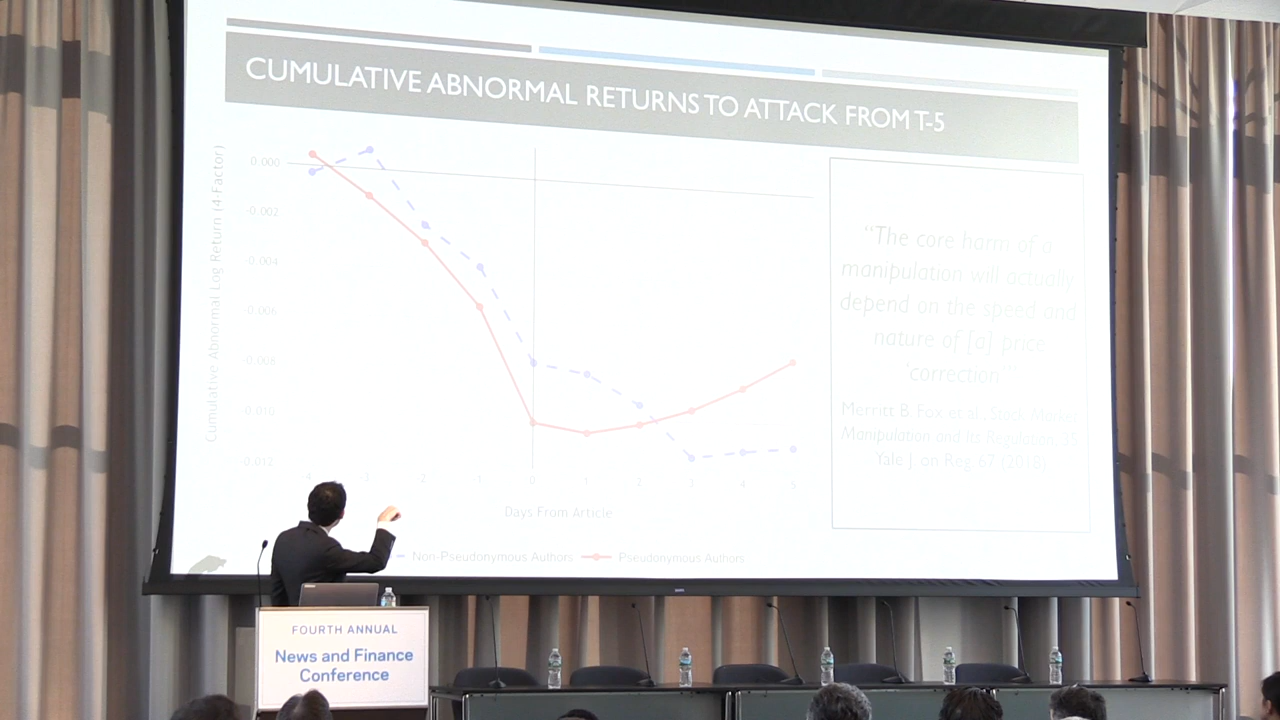 CUMULATIVE ABNORMAL RETURNS TO ATTACK FROM T-5
Cumulative Abnormal Log Return (4-Factor)
0.000
-0.002
-0.004
-0.006
-0.008
-0.010
-0.012
0
1
2
3
4
5
Days From Article
Non-Pseudonymous Authors
Pseudonymous Authors
“The core harm of a
manipulation will actually
depend on the speed and
nature of [a] price
‘correction’”
Merritt B. Fox et al., Stock Market
Manipulation and Its Regulation, 35
Yale J. on Reg. 67 (2018)
FOURTH ANNUAL
News and Finance
Conference